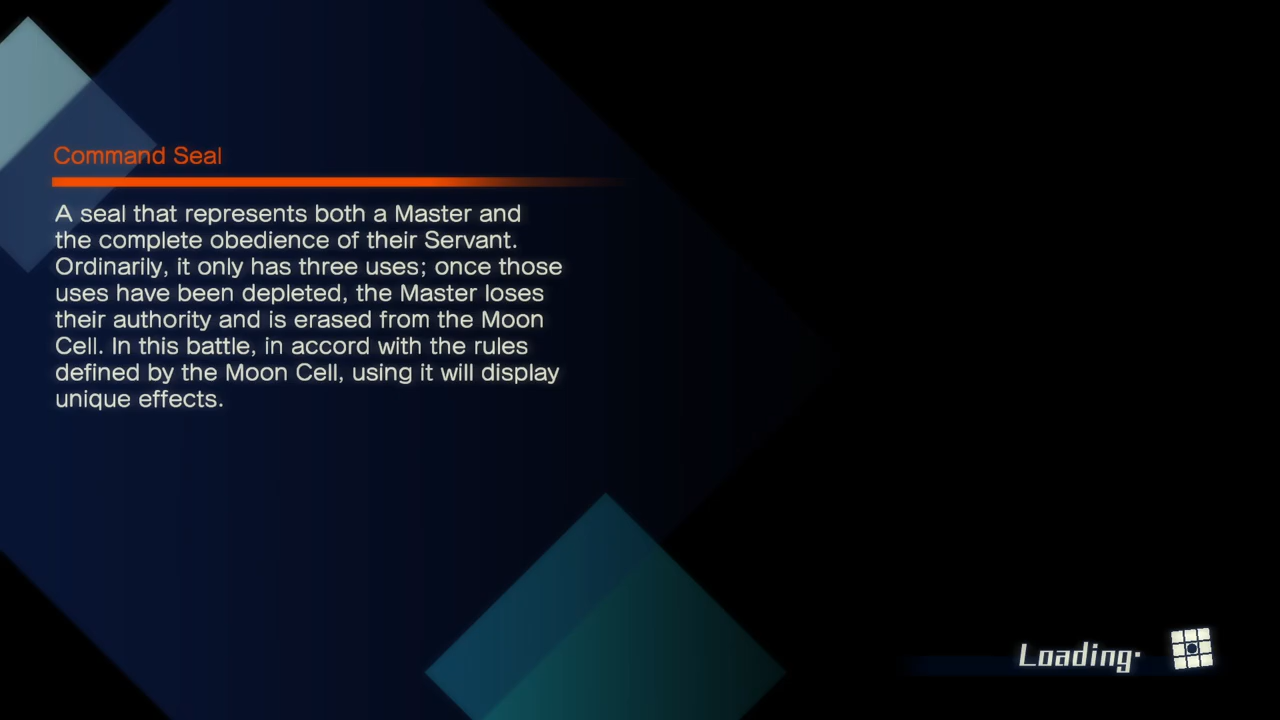 Command Seal
A seal that represents both a Master and
the complete obedience of their Servant.
Ordinarily, it only has three uses; once those
uses have been depleted, the Master loses
their authority and is erased from the Moon
Cell. In this battle, in accord with the rules
defined by the Moon Cell, using it will display
unique effects.
Loading·